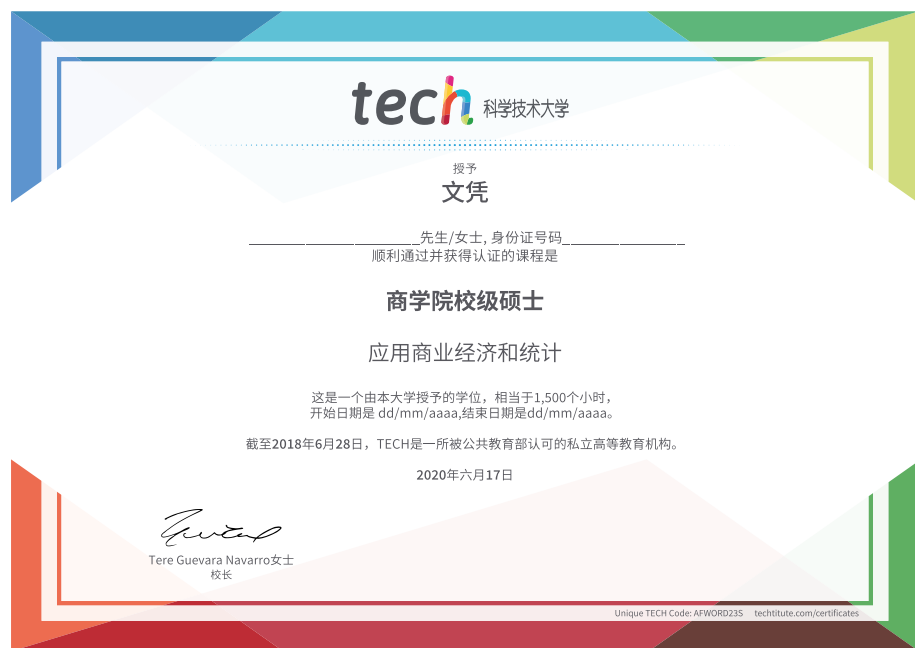 tech 科学技术大学
授予
文凭
______________________先生/女士, 身份证号码________________
顺利通过并获得认证的课程是
商学院校级硕士
应用商业经济和统计
这是一个由本大学授予的学位，相当于1,500个小时，
开始日期是 dd/mm/aaaa,结束日期是dd/mm/aaaa。
截至2018年6月28日，TECH是一所被公共教育部认可的私立高等教育机构。
2020年六月17日
Tere Guevara Navarro女士
校长
Unique TECH Code: AFWORD23S techtitute.com/certificates